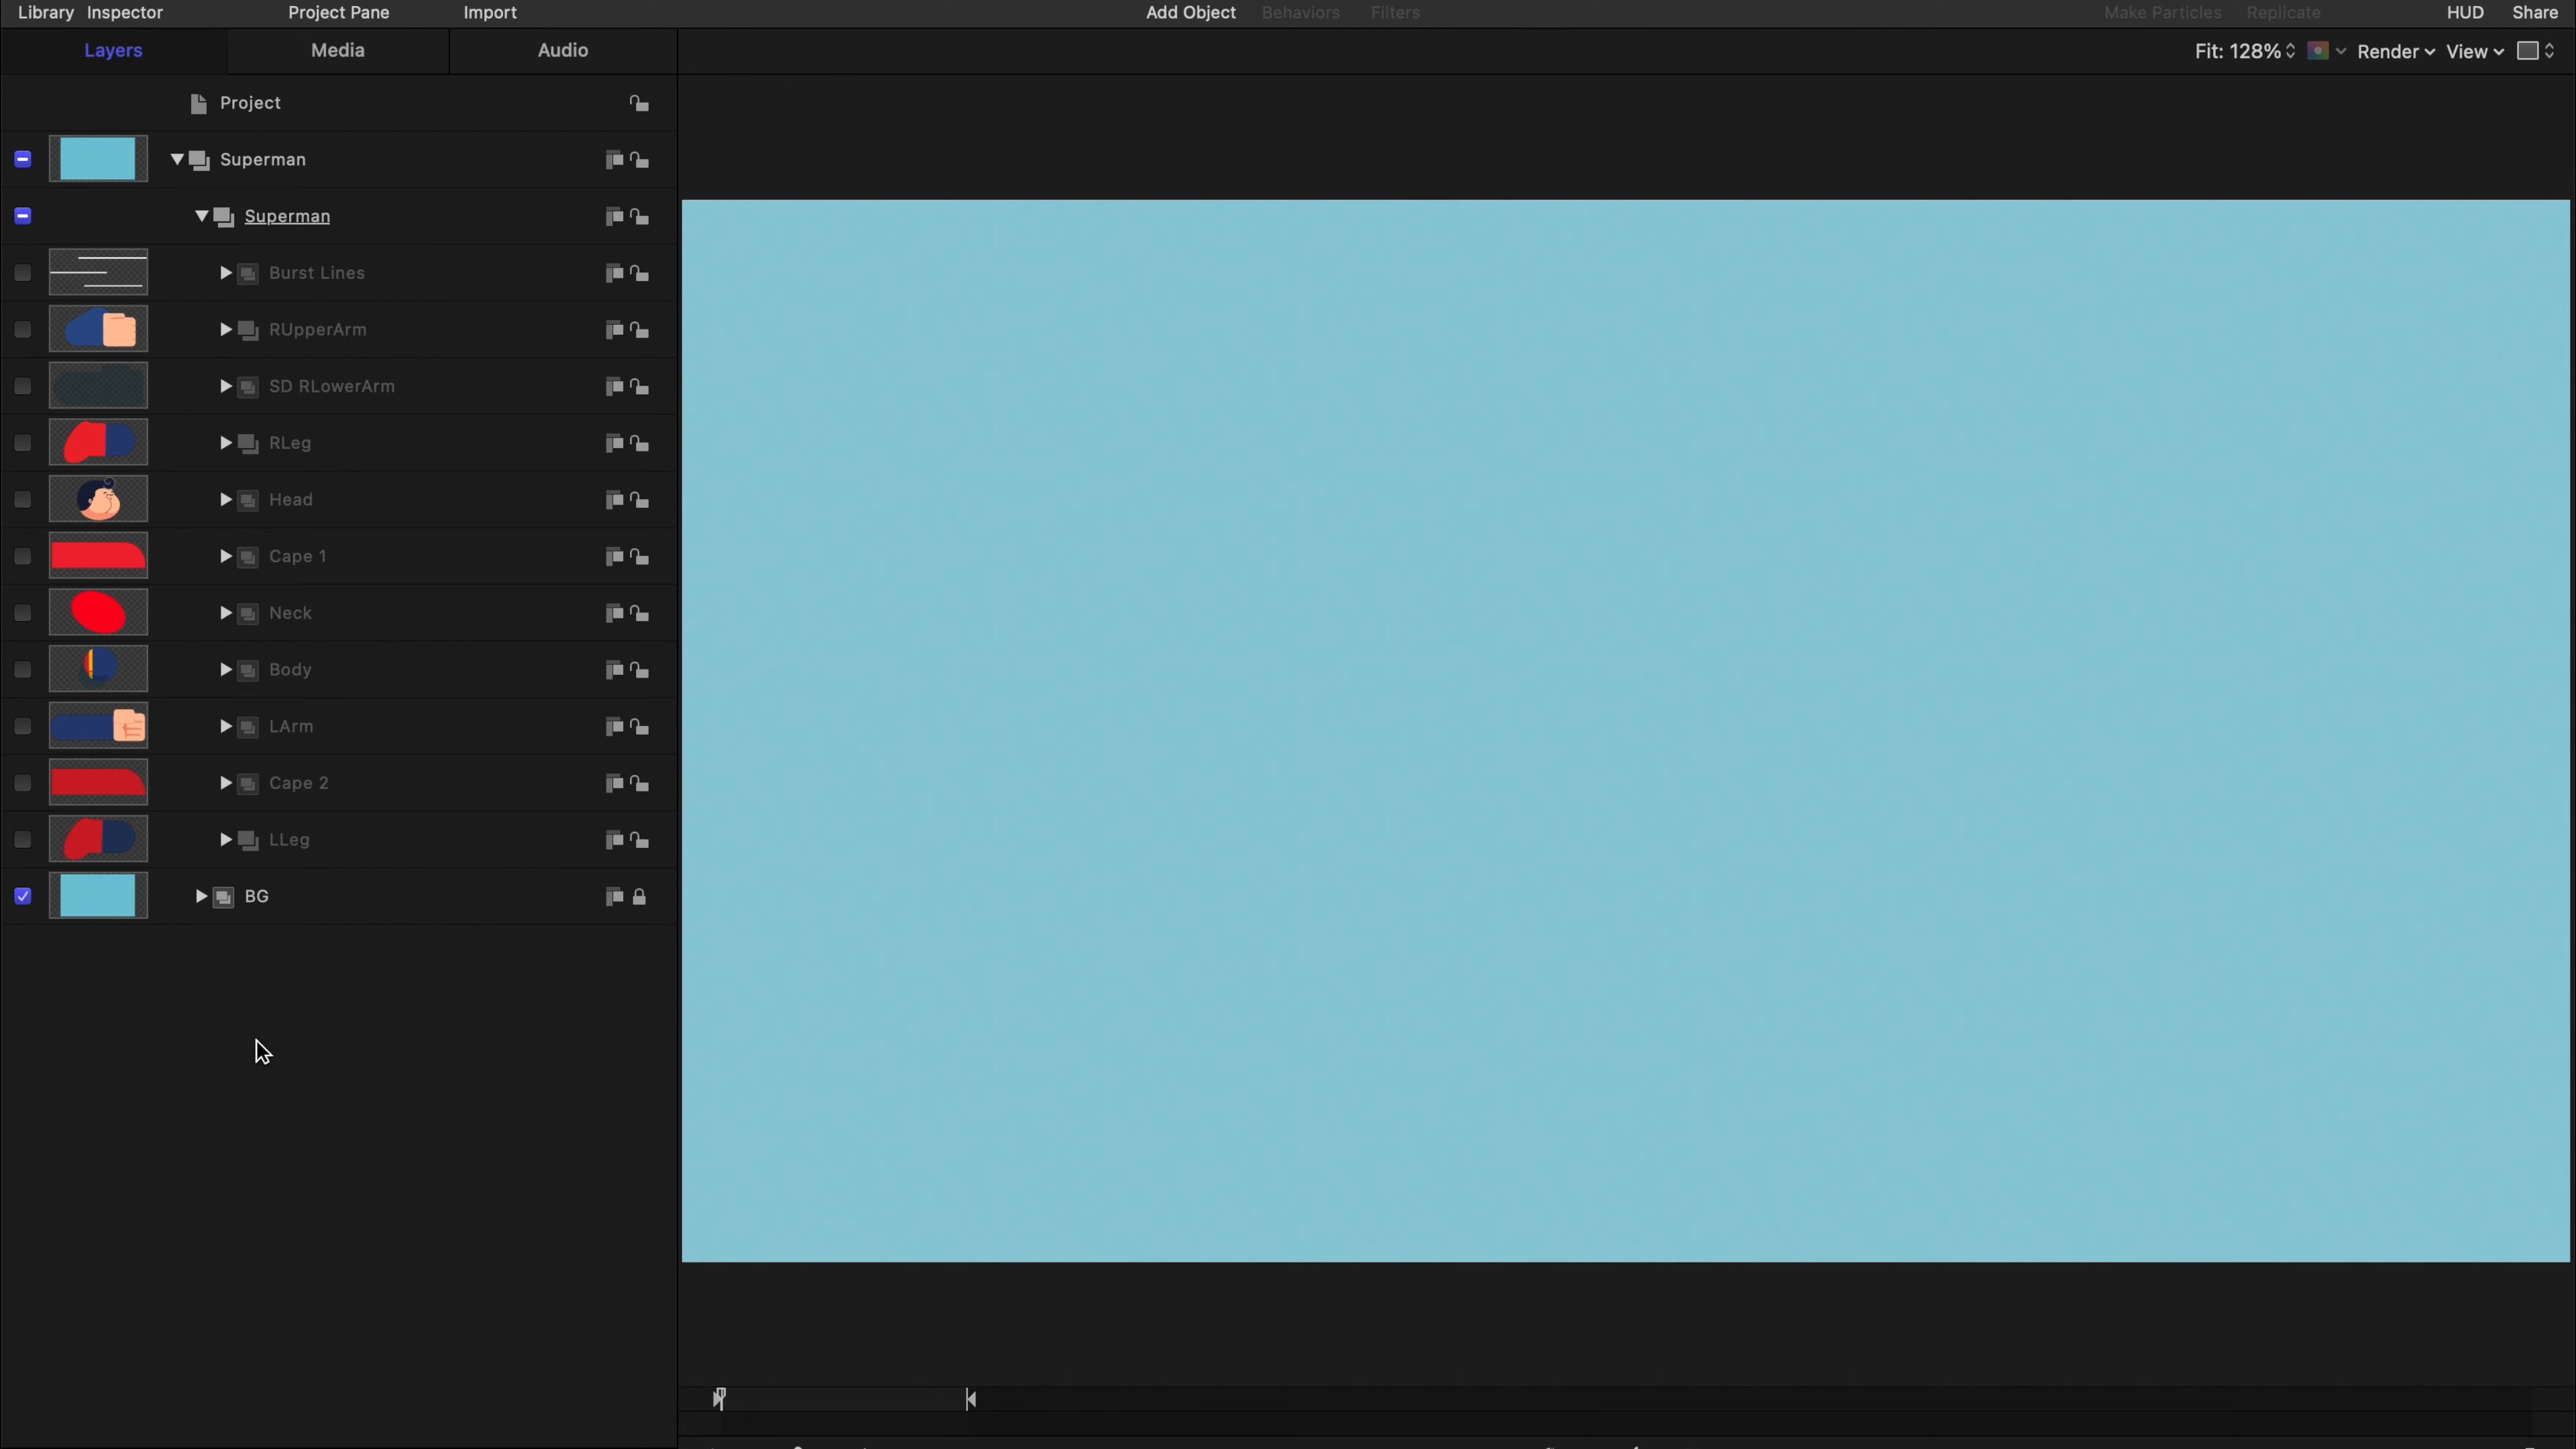 Library Inspector Project Pane Import Add Object Behaviors Filters Make Particles Replicate HUD Share
Layers Media Audio
Fit: 128% Render View
Project
Superman
Superman
Burst Lines
RUpperArm
SD RLowerArm
RLeg
Head
Cape 1
Neck
Body
LArm
Cape 2
LLeg
BG